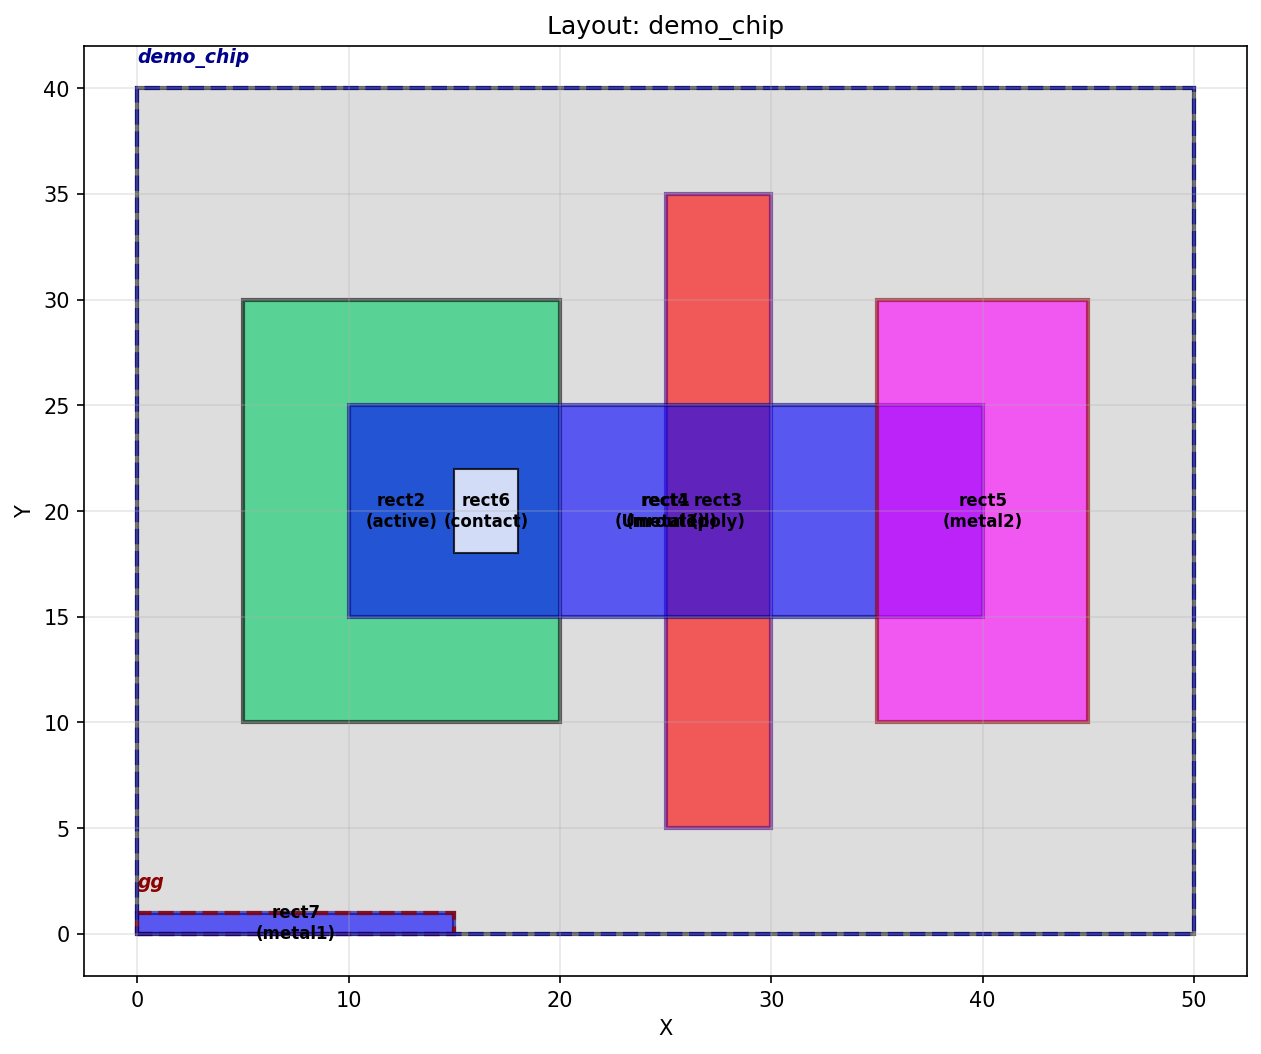 Layout: demo_chip
demo_chip
40
35
30
25
20
15
10
5
0
Y
rect2
(active)
rect6
(contact)
rect3
rect5
(metal2)
gg
rect7
(metal1)
0
10
20
30
40
50
X